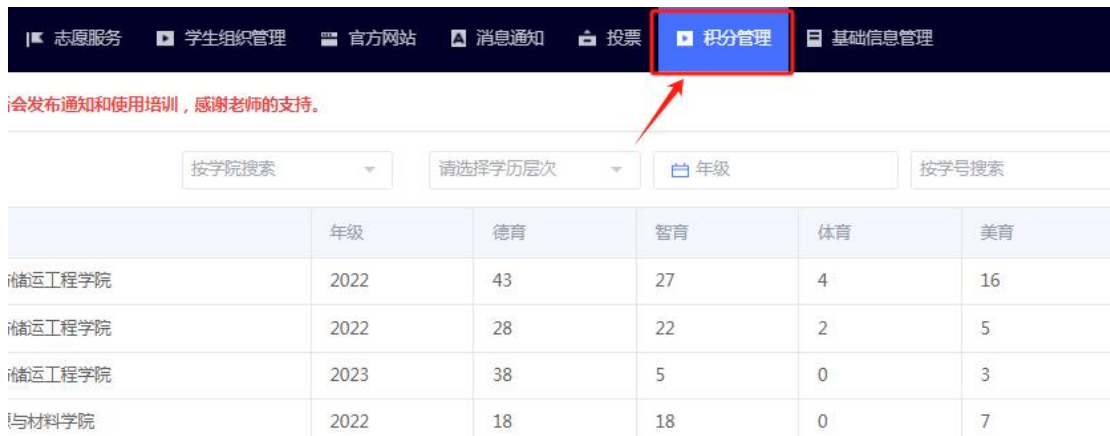 志愿服务 学生组织管理 官方网站 消息通知 投票 积分管理 基础信息管理
会发布通知和使用培训，感谢老师的支持。
按学院搜索 请选择学历层次 年级 按学号搜索
年级 德育 智育 体育 美育
储运工程学院 2022 43 27 4 16
储运工程学院 2022 28 22 2 5
储运工程学院 2023 38 5 0 3
与材料学院 2022 18 18 0 7